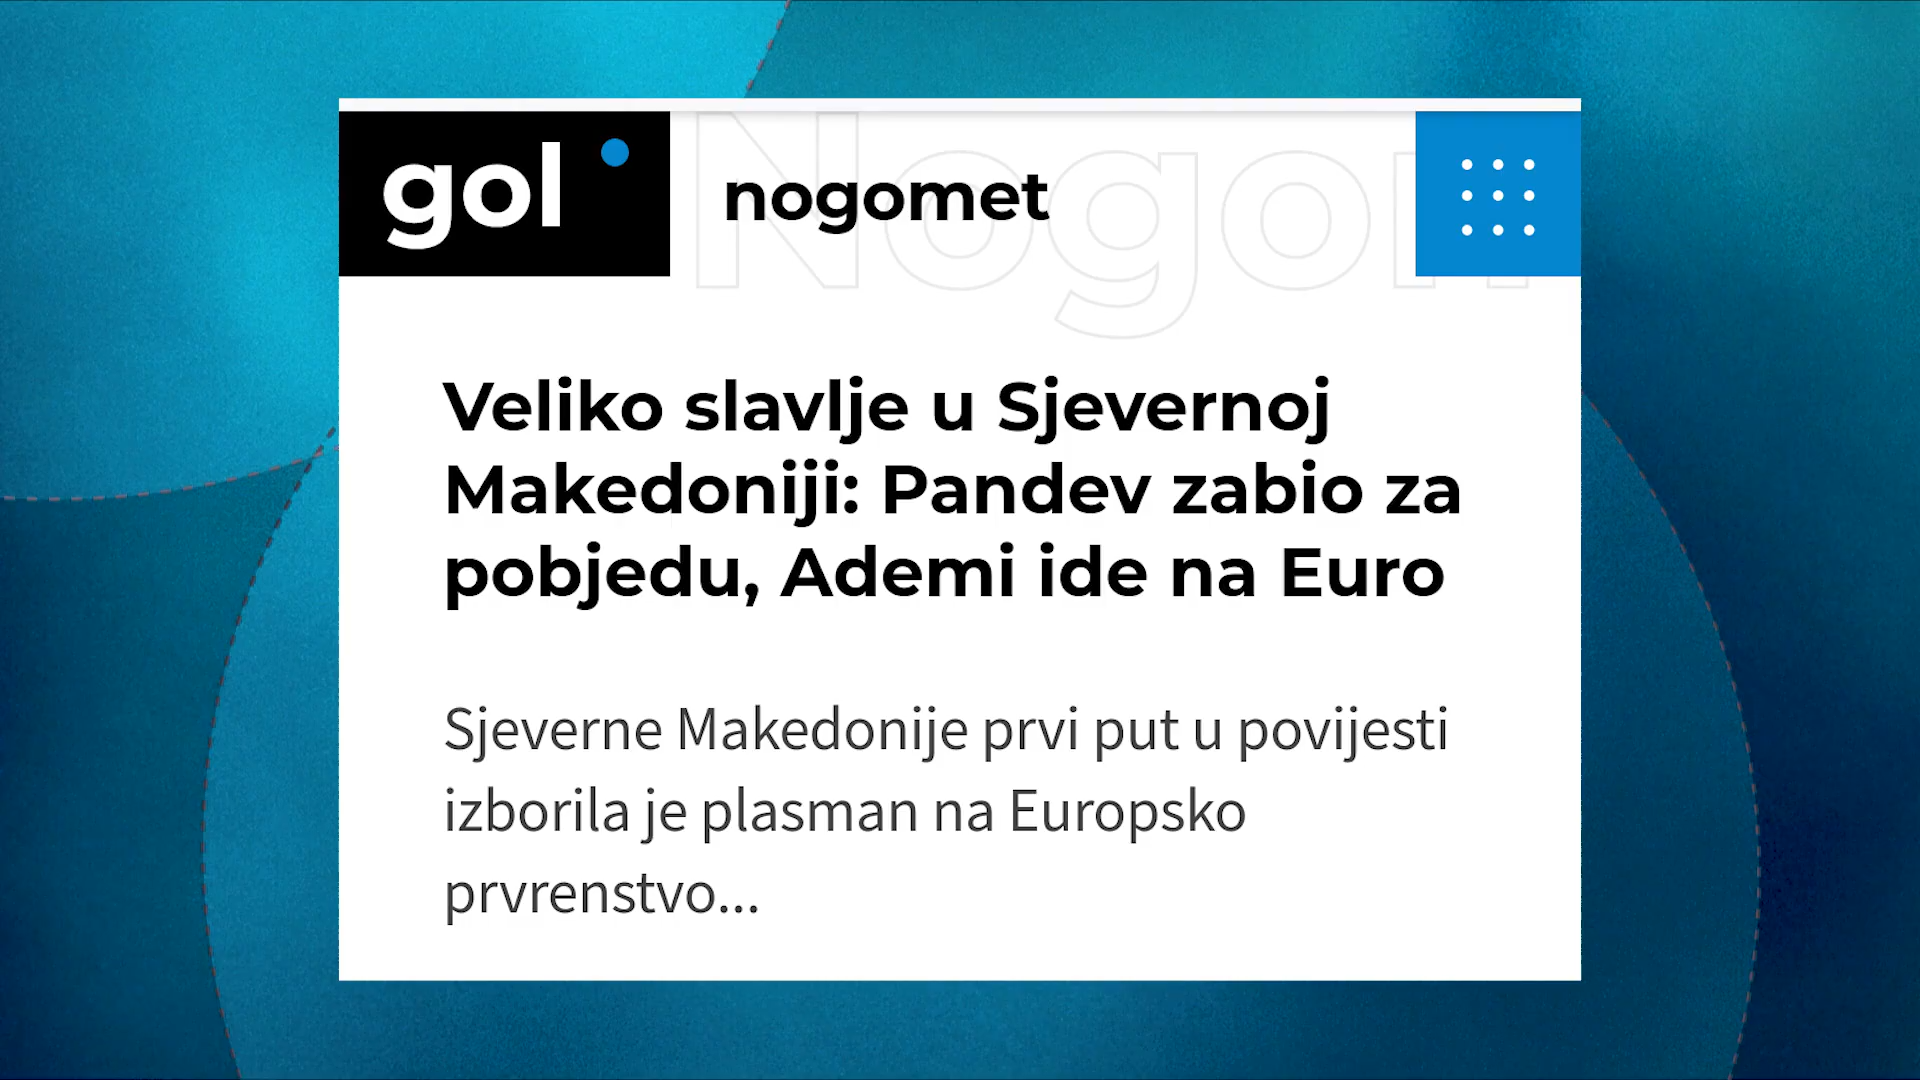 gol
nogomet
Nogom
Veliko slavlje u Sjevernoj
Makedoniji: Pandev zabio za
pobjedu, Ademi ide na Euro
Sjeverne Makedonije prvi put u povijesti
izborila je plasman na Europsko
prvrenstvo...